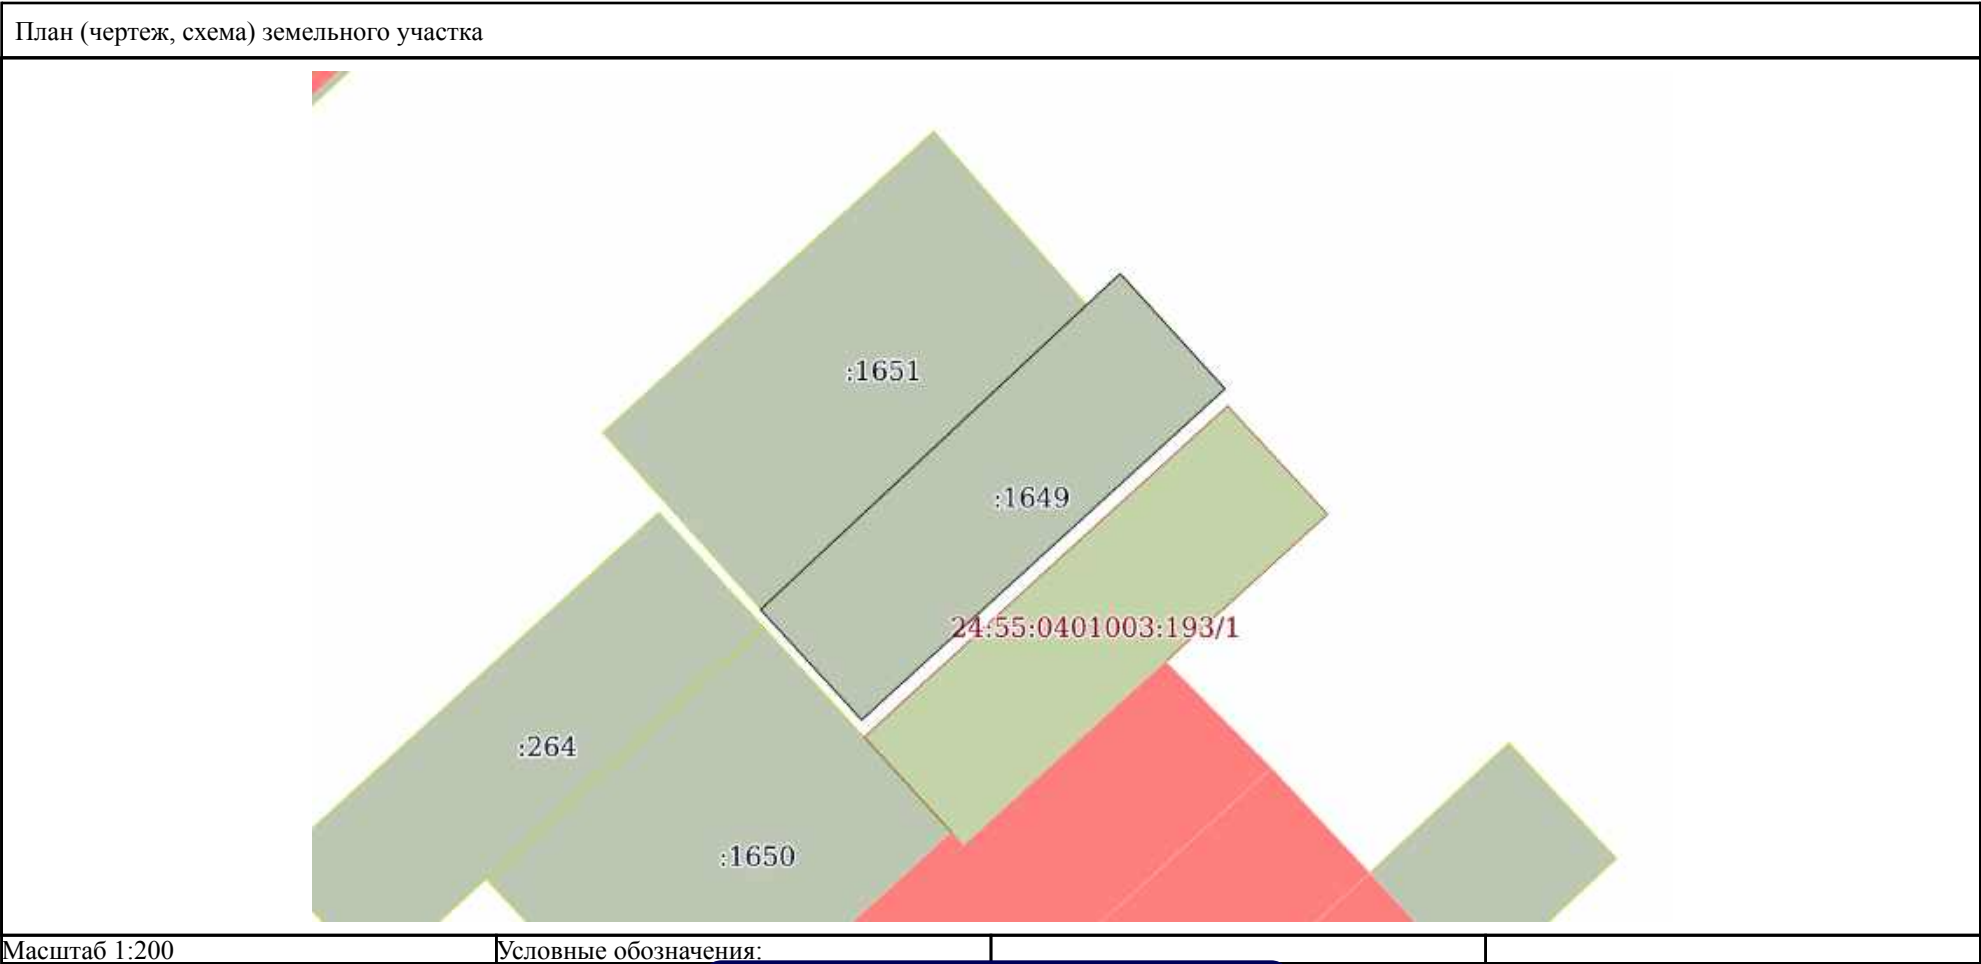 План (чертеж, схема) земельного участка
:1651
:1649
24:55:0401003:193/1
:264
:1650
Масштаб 1:200
Условные обозначения: